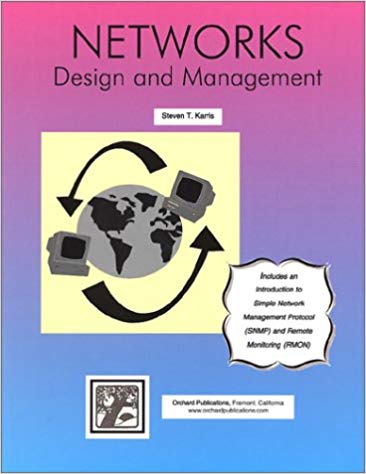 NETWORKS
Design and Management
Steven T. Karris
Includes an
Introduction to
Simple Network
Management Protocol
(SNMP) and Remote
Monitoring (RMON)
Orchard Publications, Fremont, California
www.orchardpublications.com